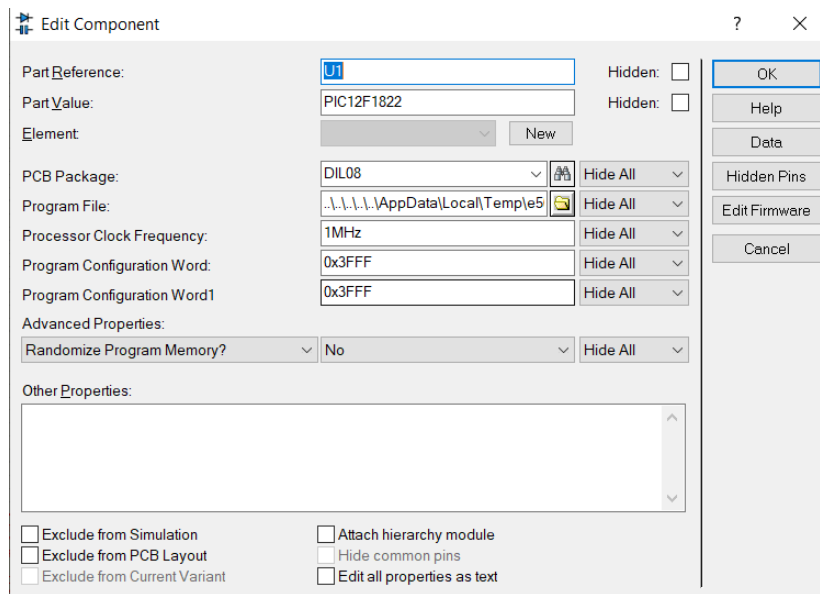 Edit Component ?
Part Reference: U1 Hidden: OK
Part Value: PIC12F1822 Hidden: Help
Element: New Data
PCB Package: DIL08 Hide All Hidden Pins
Program File: ..\..\..\..\..\AppData\Local\Temp\e5 Hide All Edit Firmware
Processor Clock Frequency: 1MHz Hide All Cancel
Program Configuration Word: 0x3FFF Hide All
Program Configuration Word1 0x3FFF Hide All
Advanced Properties:
Randomize Program Memory? No Hide All
Other Properties:
Exclude from Simulation Attach hierarchy module
Exclude from PCB Layout Hide common pins
Exclude from Current Variant Edit all properties as text